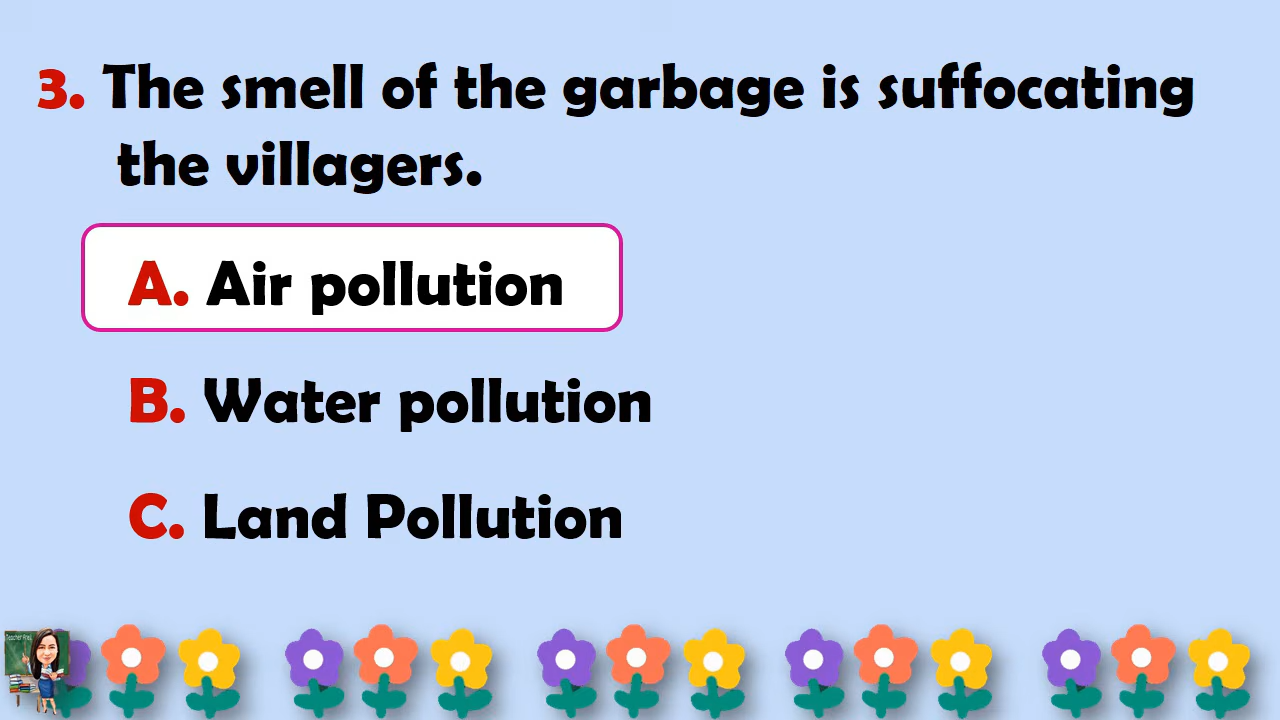 3. The smell of the garbage is suffocating
the villagers.
A. Air pollution
B. Water pollution
C. Land Pollution